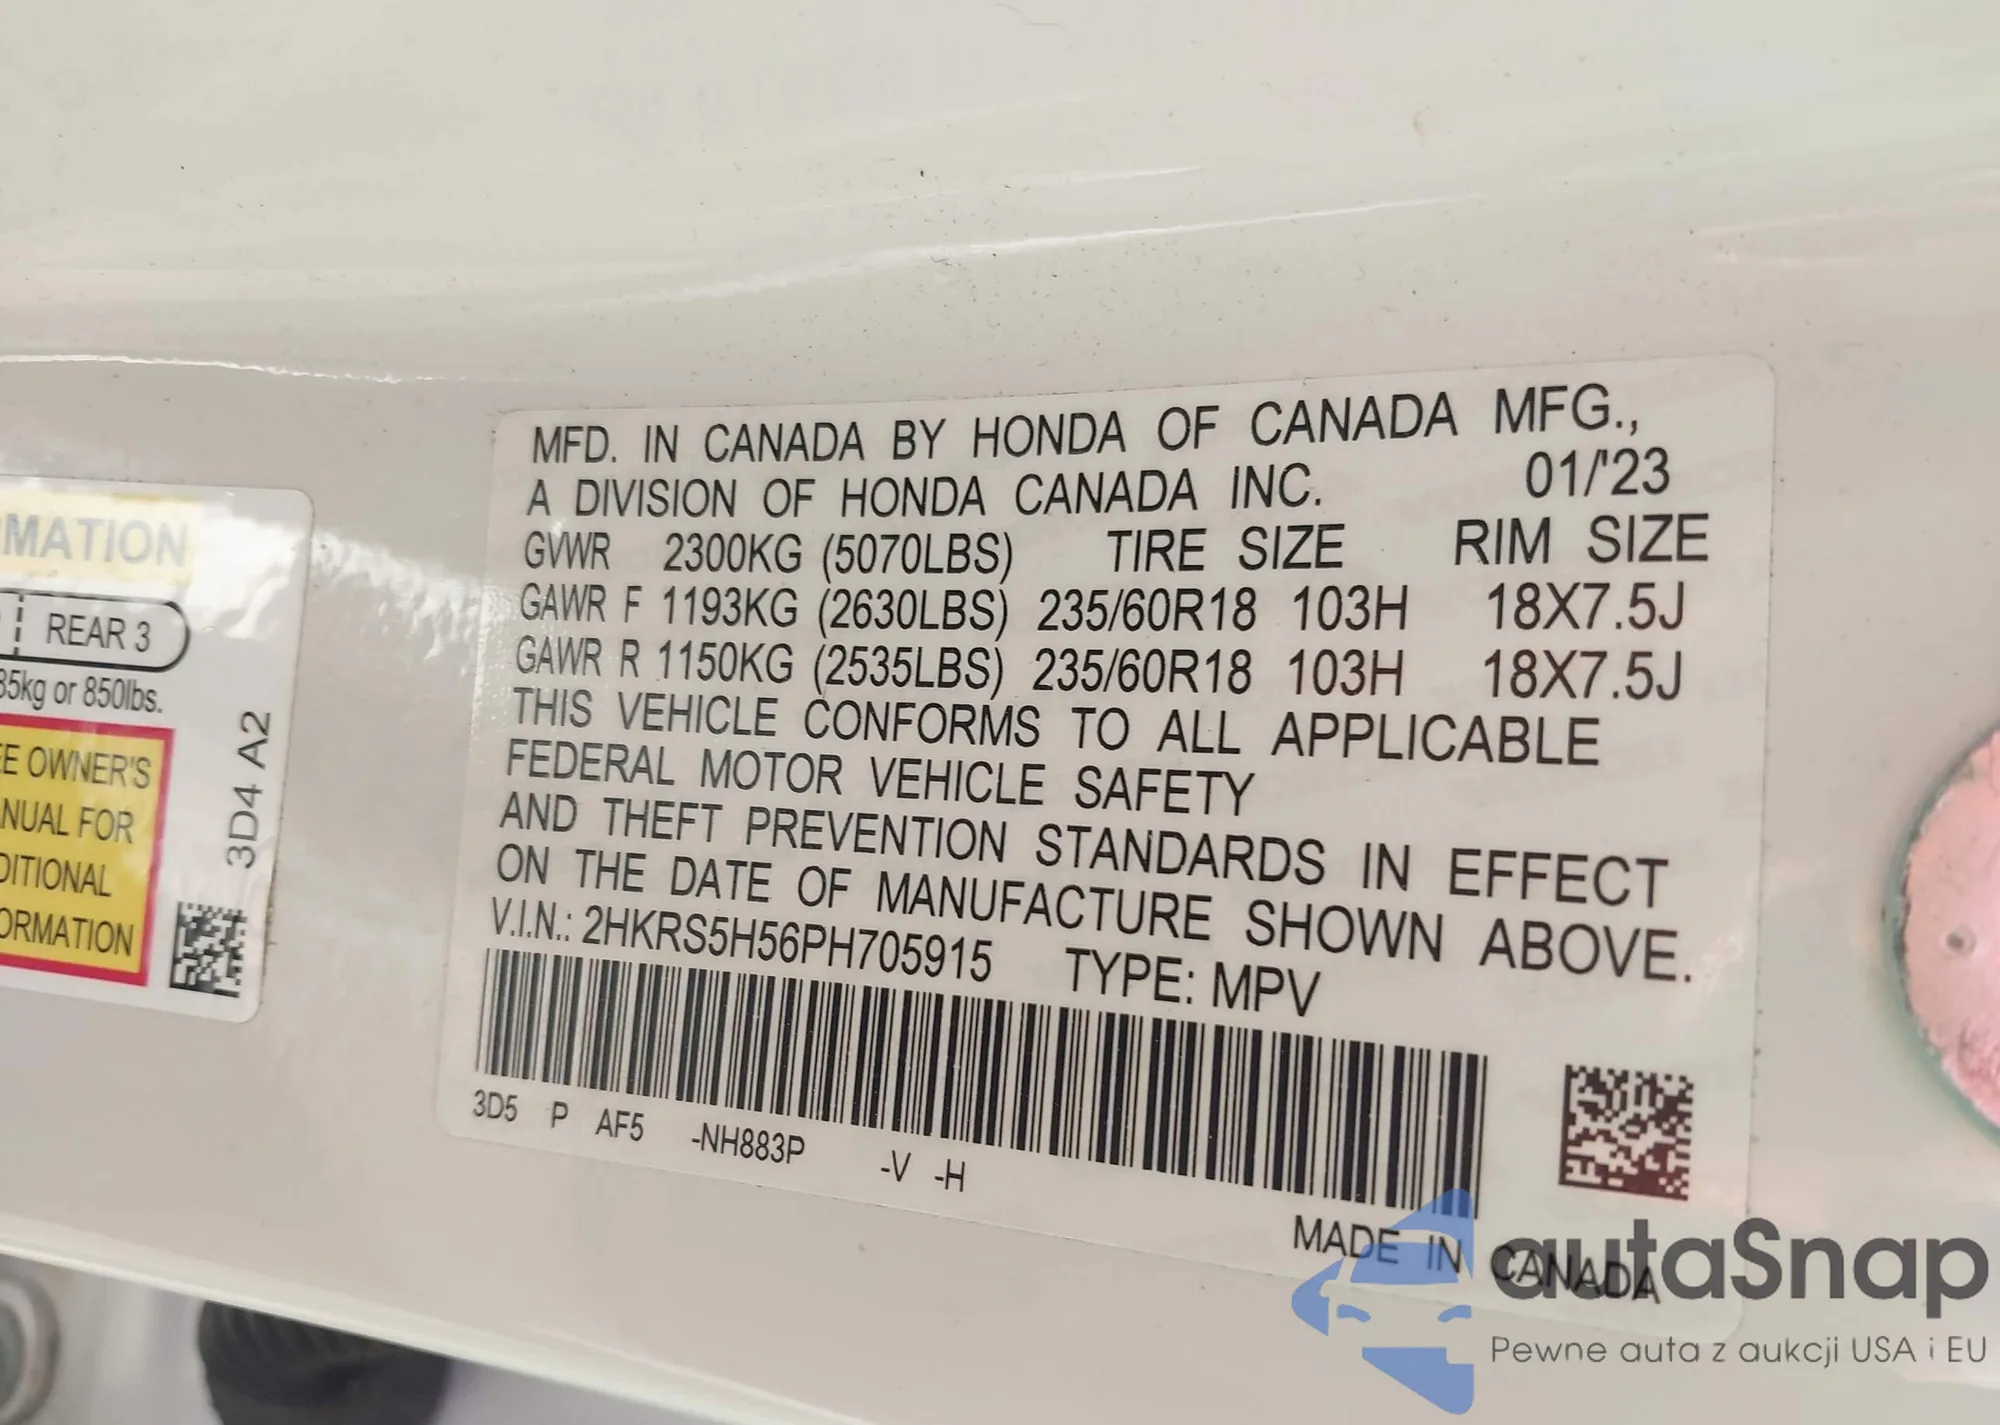 MATION
REAR 3
85kg or 850lbs.
EE OWNER'S
NUAL FOR
DITIONAL
ORMATION
3D4 A2
MFD. IN CANADA BY HONDA OF CANADA MFG.,
A DIVISION OF HONDA CANADA INC. 01/'23
GVWR 2300KG (5070LBS) TIRE SIZE RIM SIZE
GAWR F 1193KG (2630LBS) 235/60R18 103H 18X7.5J
GAWR R 1150KG (2535LBS) 235/60R18 103H 18X7.5J
THIS VEHICLE CONFORMS TO ALL APPLICABLE
FEDERAL MOTOR VEHICLE SAFETY
AND THEFT PREVENTION STANDARDS IN EFFECT
ON THE DATE OF MANUFACTURE SHOWN ABOVE.
V.I.N.: 2HKRS5H56PH705915 TYPE: MPV
3D5 P AF5 -NH883P -V -H
MADE IN CANADA
autaSnap
Pewne auta z aukcji USA i EU